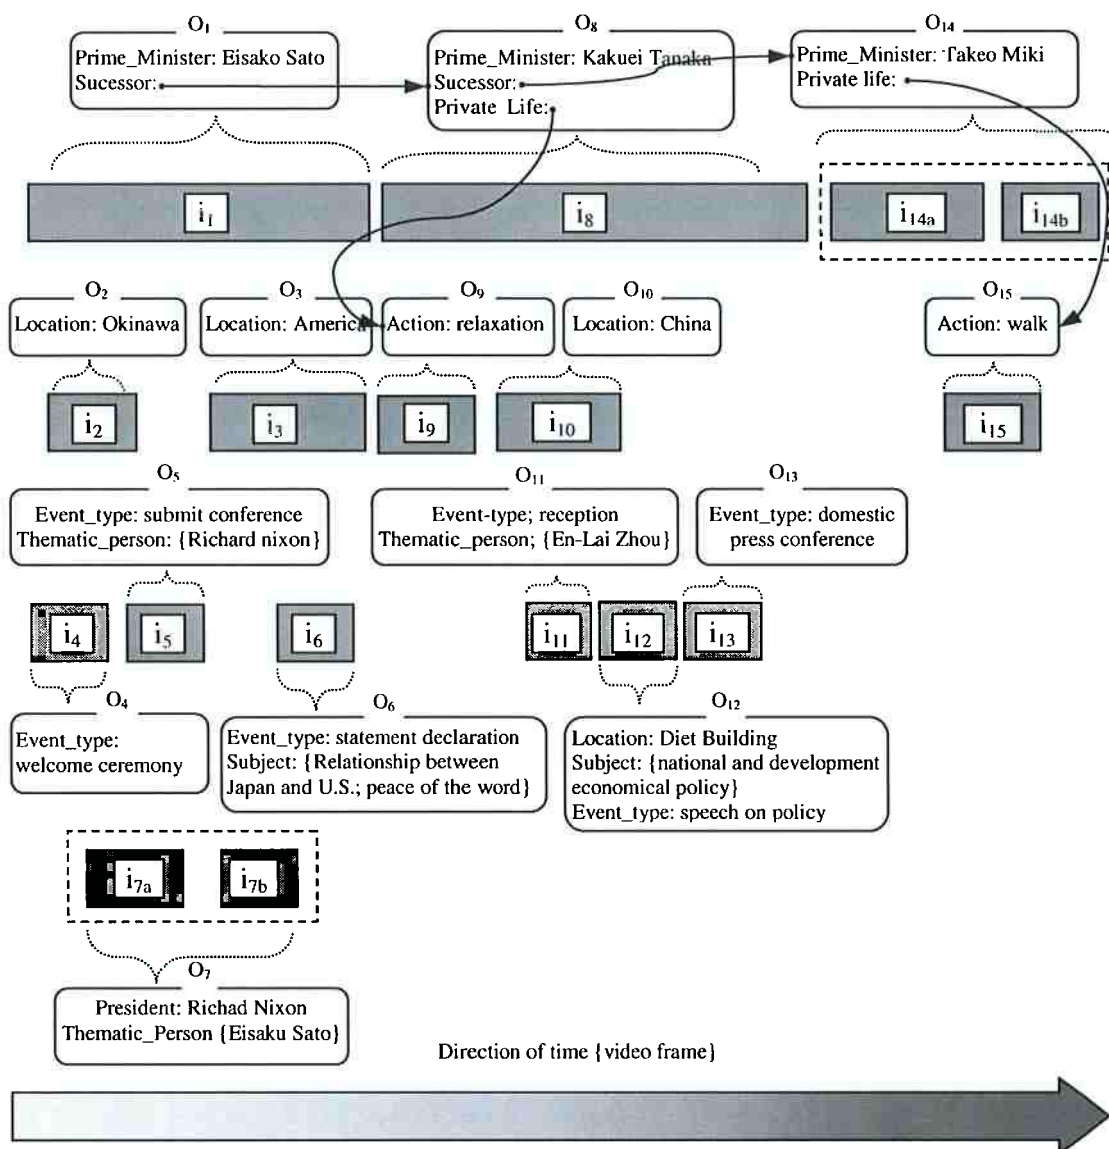 O1
Prime_Minister: Eisako Sato
Sucessor:
O8
Prime_Minister: Kakuei Tanaka
Sucessor:
Private Life:
O14
Prime_Minister: Takeo Miki
Private life:
i1
i8
i14a
i14b
O2
Location: Okinawa
O3
Location: America
O9
Action: relaxation
O10
Location: China
O15
Action: walk
i2
i3
i9
i10
i15
O5
Event_type: submit conference
Thematic_person: {Richard nixon}
O11
Event-type; reception
Thematic_person; {En-Lai Zhou}
O13
Event_type: domestic
press conference
i4
i5
i6
i11
i12
i13
O4
Event_type:
welcome ceremony
O6
Event_type: statement declaration
Subject: {Relationship between
Japan and U.S.; peace of the word}
O12
Location: Diet Building
Subject: {national and development
economical policy}
Event_type: speech on policy
i7a
i7b
O7
President: Richad Nixon
Thematic_Person {Eisaku Sato}
Direction of time {video frame}